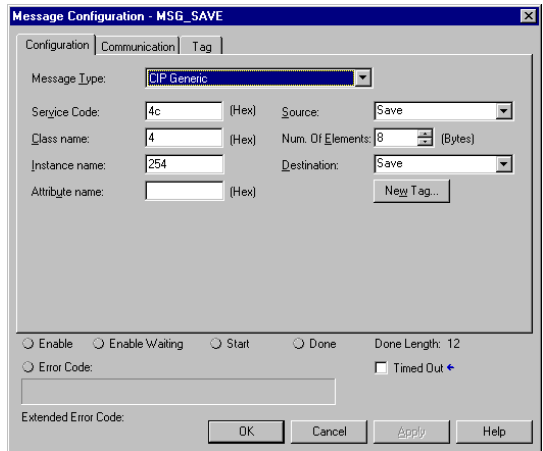 Message Configuration - MSG_SAVE
Configuration Communication Tag
Message Type: CIP Generic
Service Code: 4c (Hex) Source: Save
Class name: 4 (Hex) Num. Of Elements: 8 (Bytes)
Instance name: 254 Destination: Save
Attribute name: (Hex) New Tag...
Enable Enable Waiting Start Done Done Length: 12
Error Code: Timed Out
Extended Error Code:
OK Cancel Apply Help